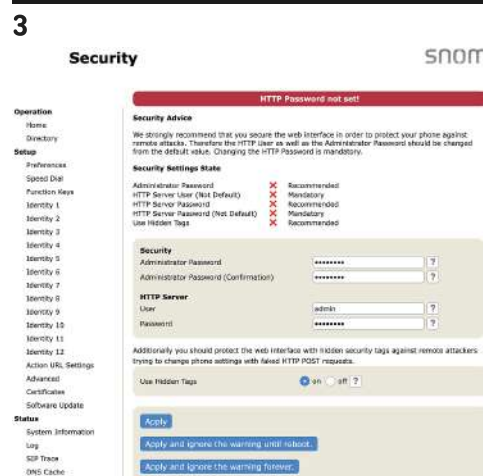 3
Security
snom
HTTP Password not set!
Operation
Home
Directory
Setup
Preferences
Speed Dial
Function Keys
Identity 1
Identity 2
Identity 3
Identity 4
Identity 5
Identity 6
Identity 7
Identity 8
Identity 9
Identity 10
Identity 11
Identity 12
Action URL Settings
Advanced
Certificates
Software Update
Status
System Information
Log
SIP Trace
DNS Cache
Security Advice
We strongly recommend that you secure the web interface in order to protect your phone against
remote attacks. Therefore the HTTP User as well as the Administrator Password should be changed
from the default value. Changing the HTTP Password is mandatory.
Security Settings State
Administrator Password X Recommended
HTTP Server User (Not Default) X Mandatory
HTTP Server Password X Recommended
HTTP Server Password (Not Default) X Mandatory
Use Hidden Tags X Recommended
Security
Administrator Password •••••••• ?
Administrator Password (Confirmation) •••••••• ?
HTTP Server
User admin ?
Password •••••••• ?
Additionally you should protect the web interface with hidden security tags against remote attackers
trying to change phone settings with faked HTTP POST requests.
Use Hidden Tags on off ?
Apply
Apply and ignore the warning until reboot.
Apply and ignore the warning forever.